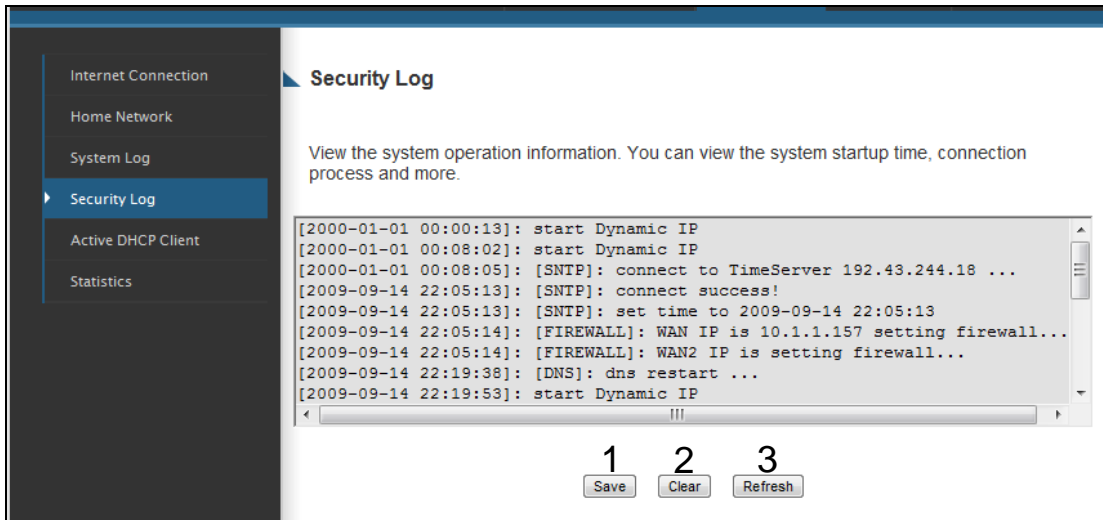 Internet Connection
Home Network
System Log
Security Log
Active DHCP Client
Statistics
Security Log
View the system operation information. You can view the system startup time, connection
process and more.
[2000-01-01 00:00:13]: start Dynamic IP
[2000-01-01 00:08:02]: start Dynamic IP
[2000-01-01 00:08:05]: [SNTP]: connect to TimeServer 192.43.244.18 ...
[2009-09-14 22:05:13]: [SNTP]: connect success!
[2009-09-14 22:05:13]: [SNTP]: set time to 2009-09-14 22:05:13
[2009-09-14 22:05:14]: [FIREWALL]: WAN IP is 10.1.1.157 setting firewall...
[2009-09-14 22:05:14]: [FIREWALL]: WAN2 IP is setting firewall...
[2009-09-14 22:19:38]: [DNS]: dns restart ...
[2009-09-14 22:19:53]: start Dynamic IP
1 2 3
Save Clear Refresh